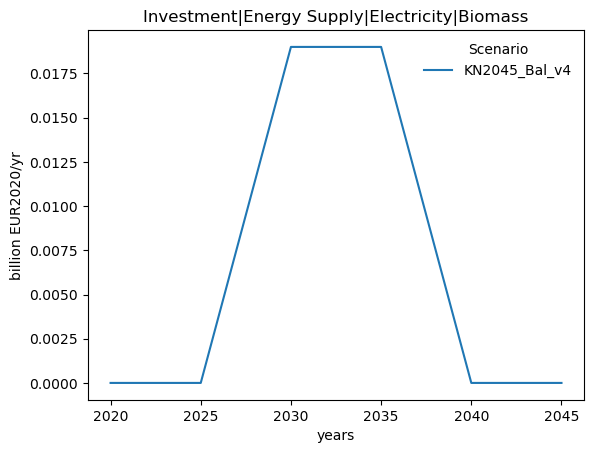 Investment|Energy Supply|Electricity|Biomass
Scenario
KN2045_Bal_v4
billion EUR2020/yr
0.0175
0.0150
0.0125
0.0100
0.0075
0.0050
0.0025
0.0000
2020 2025 2030 2035 2040 2045
years